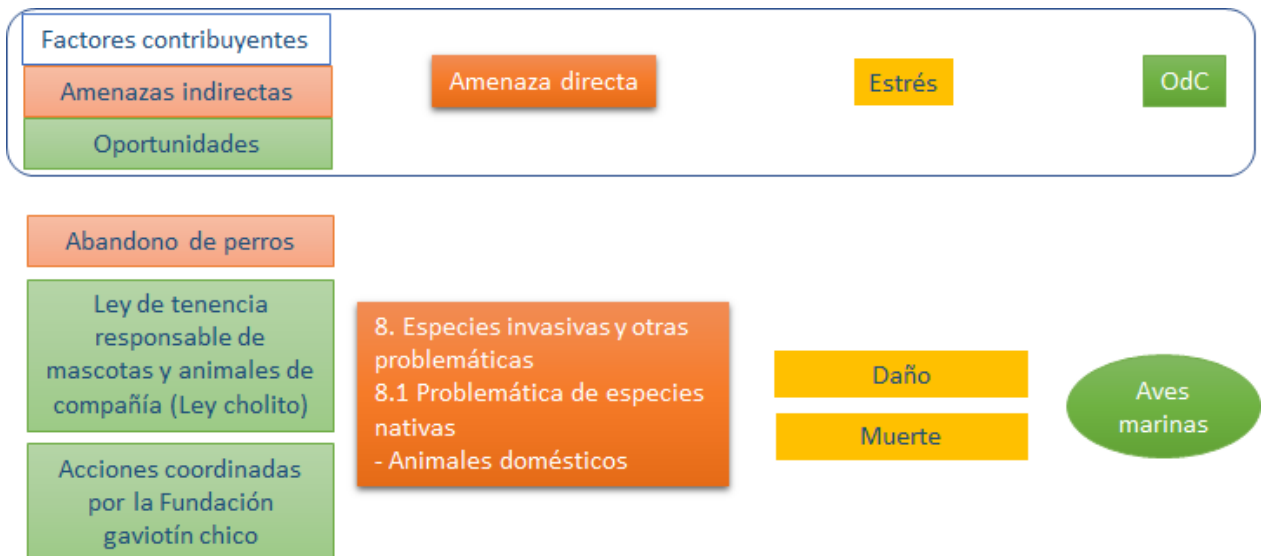 Factores contribuyentes
Amenazas indirectas
Oportunidades
Amenaza directa
Estrés
OdC
Abandono de perros
Ley de tenencia
responsable de
mascotas y animales de
compañía (Ley cholito)
Acciones coordinadas
por la Fundación
gaviotín chico
8. Especies invasivas y otras
problemáticas
8.1 Problemática de especies
nativas
- Animales domésticos
Daño
Muerte
Aves
marinas